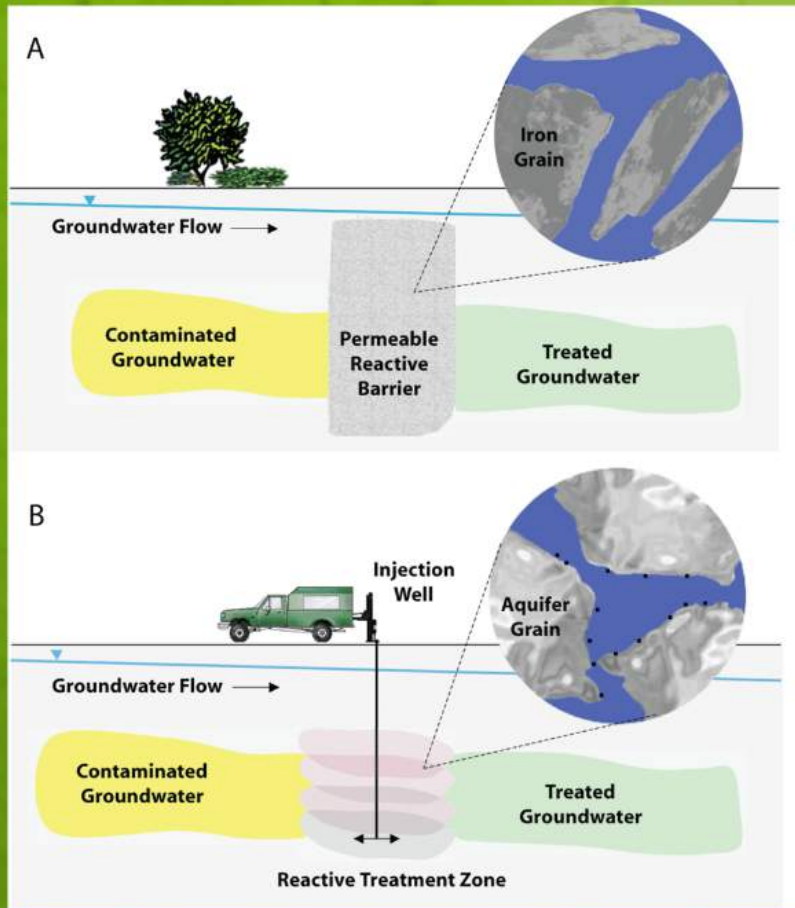 A
Iron
Grain
Groundwater Flow
Contaminated
Groundwater
Permeable
Reactive
Barrier
Treated
Groundwater
B
Injection
Well
Aquifer
Grain
Groundwater Flow
Contaminated
Groundwater
Treated
Groundwater
Reactive Treatment Zone